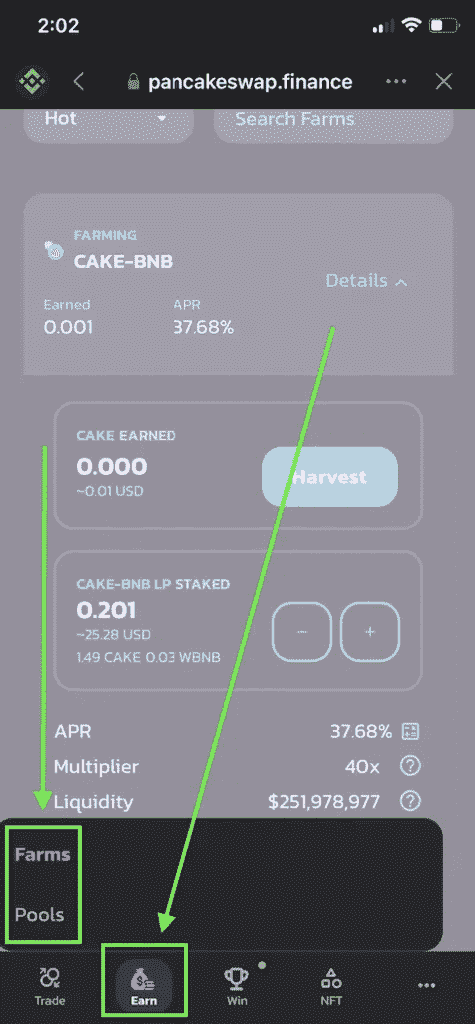 2:02
pancakeswap.finance
Hot
Search Farms
FARMING
CAKE-BNB
Details
Earned
APR
0.001
37.68%
CAKE EARNED
0.000
~0.01 USD
Harvest
CAKE-BNB LP STAKED
0.201
~25.28 USD
1.49 CAKE 0.03 WBNB
−
+
APR
37.68%
Multiplier
40x
?
Liquidity
$251,978,977
?
Farms
Pools
Trade
Earn
Win
NFT